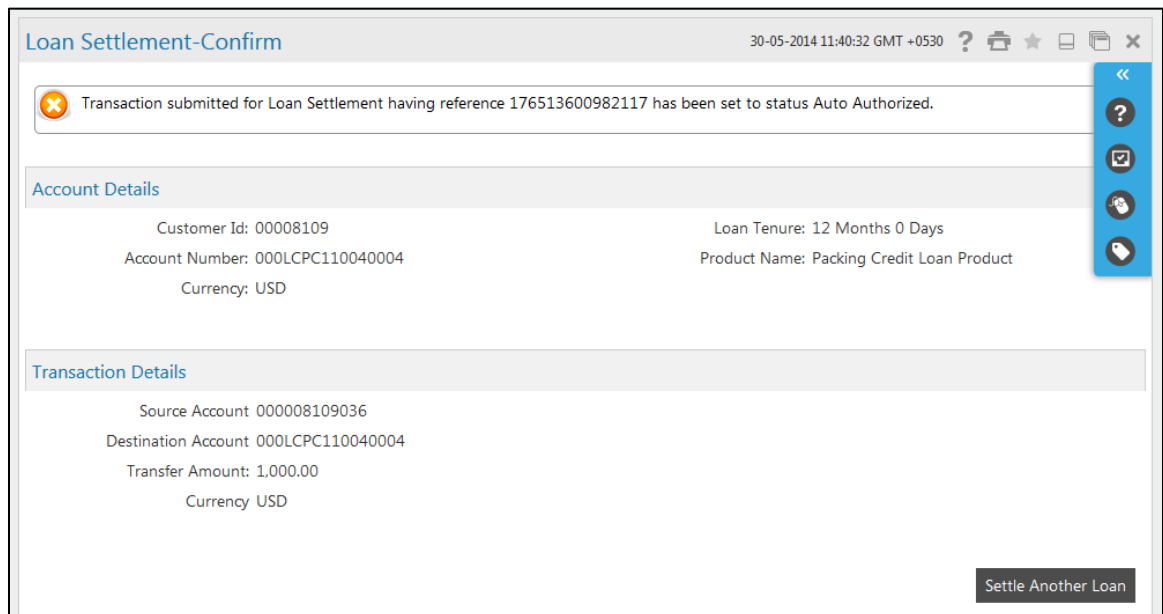 Loan Settlement-Confirm
30-05-2014 11:40:32 GMT +0530
Transaction submitted for Loan Settlement having reference 176513600982117 has been set to status Auto Authorized.
Account Details
Customer Id: 00008109
Loan Tenure: 12 Months 0 Days
Account Number: 000LCPC110040004
Product Name: Packing Credit Loan Product
Currency: USD
Transaction Details
Source Account 000008109036
Destination Account 000LCPC110040004
Transfer Amount: 1,000.00
Currency USD
Settle Another Loan